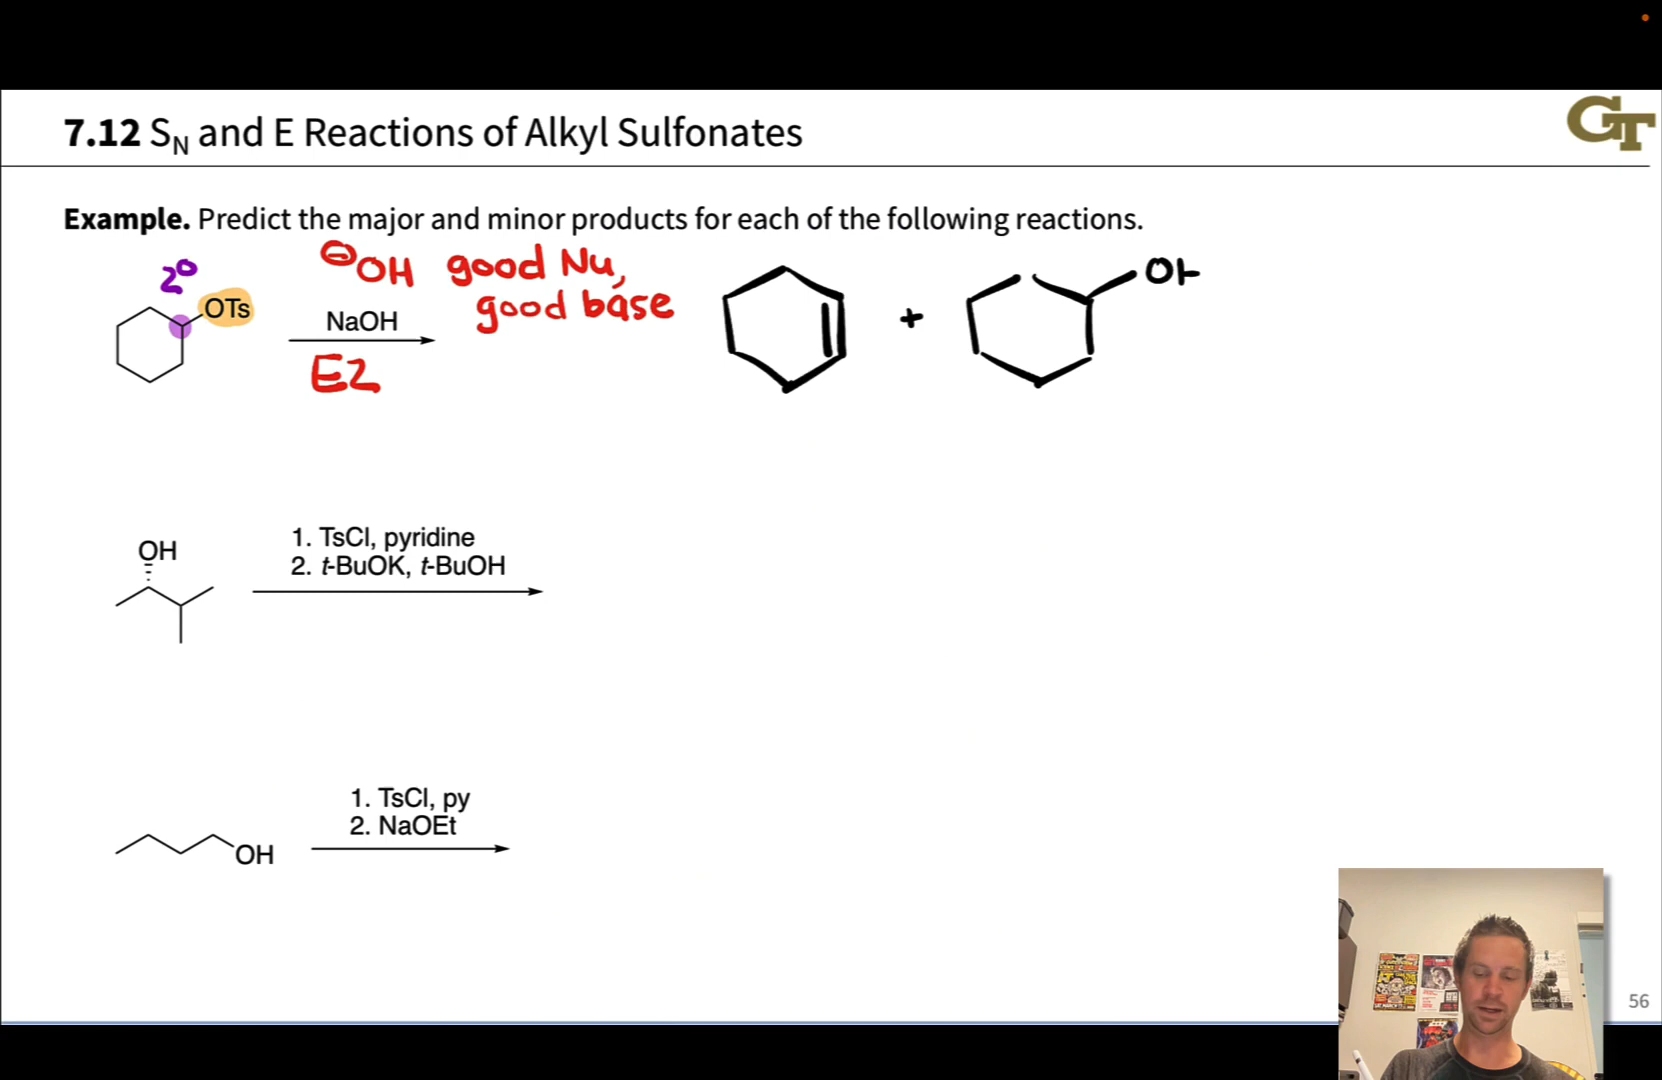 GT
7.12 SN and E Reactions of Alkyl Sulfonates
Example. Predict the major and minor products for each of the following reactions.
2°
OTs
⊖OH good Nu,
good base
NaOH
E2
+
OH
OH
1. TsCl, pyridine
2. t-BuOK, t-BuOH
OH
1. TsCl, py
2. NaOEt
56